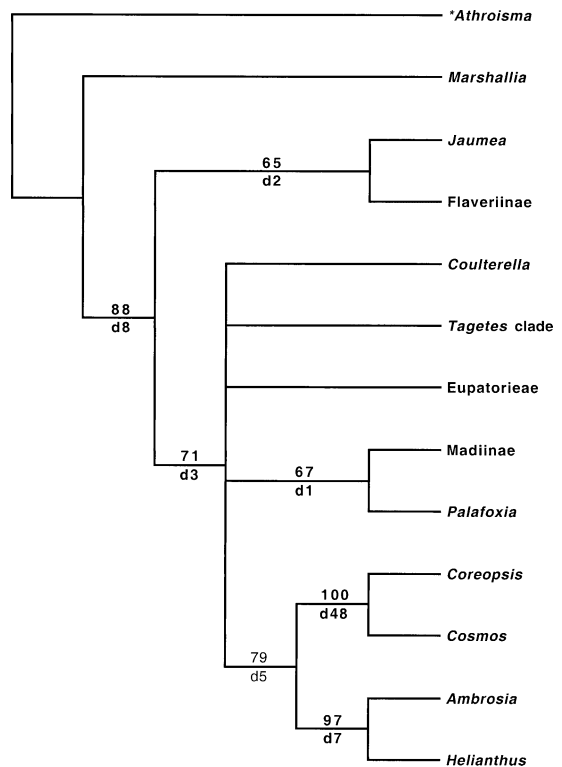 *Athroisma
Marshallia
Jaumea
65
d2
Flaveriinae
Coulterella
88
d8
Tagetes clade
Eupatorieae
71
d3
Madiinae
67
d1
Palafoxia
Coreopsis
100
d48
Cosmos
79
d5
Ambrosia
97
d7
Helianthus